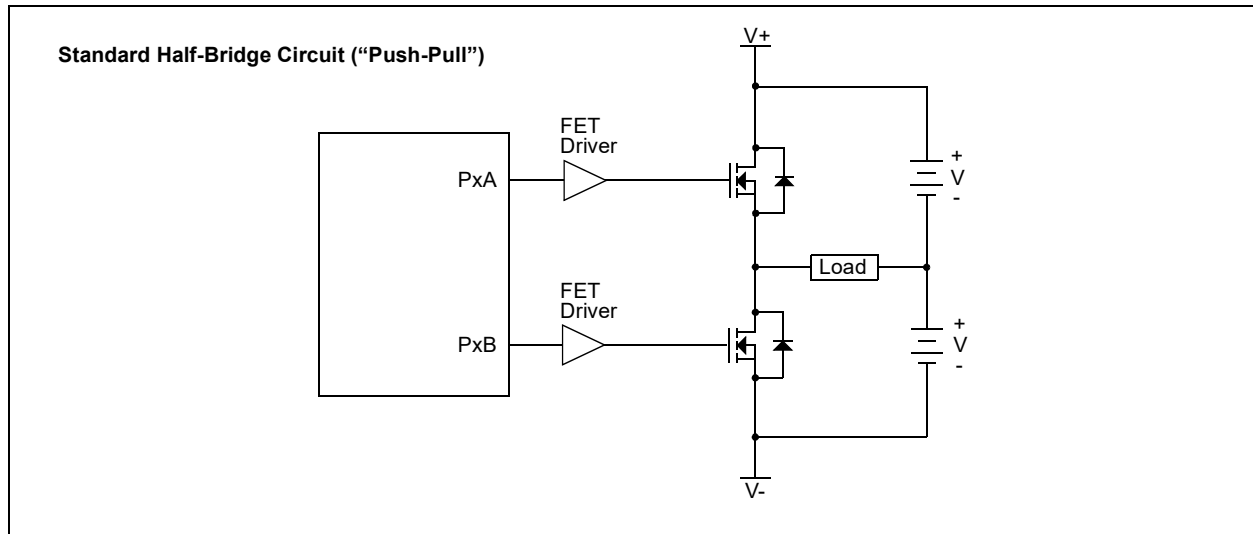 Standard Half-Bridge Circuit (“Push-Pull”)
V+
FET
Driver
PxA
+
V
-
Load
FET
Driver
PxB
+
V
-
V-